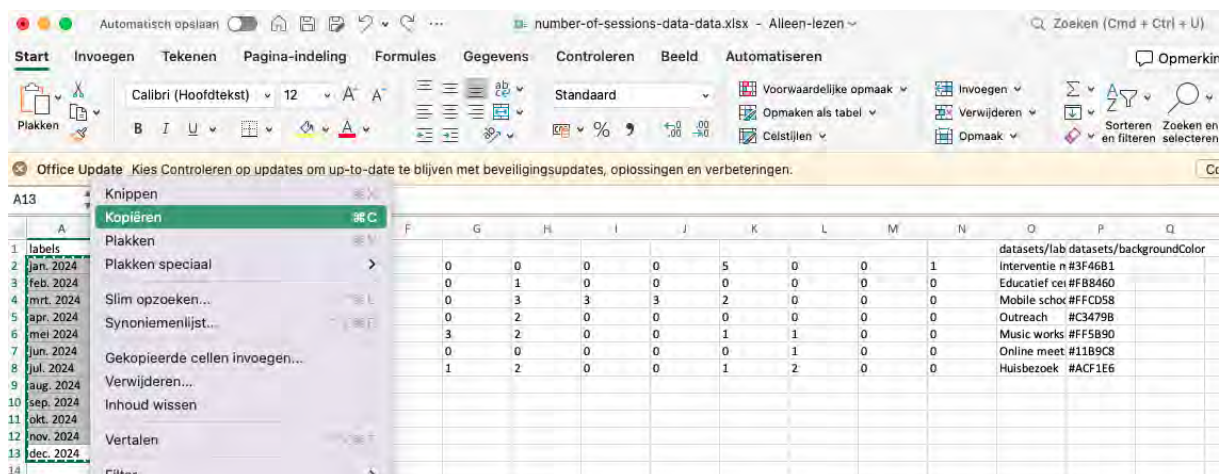 Automatisch opslaan ... number-of-sessions-data-data.xlsx - Alleen-lezen Zoeken (Cmd + Ctrl + U)
Start Invoegen Tekenen Pagina-indeling Formules Gegevens Controleren Beeld Automatiseren Opmerkin
Calibri (Hoofdtekst) 12 A A Standaard Voorwaardelijke opmaak Invoegen
Plakken B I U A % Opmaken als tabel Verwijderen Sorteren en filteren Zoeken en selecteren
Celstijlen Opmaak
Office Update Kies Controleren op updates om up-to-date te blijven met beveiligingsupdates, oplossingen en verbeteringen. Co
A13
Knippen ⌘X
Kopiëren ⌘C
Plakken ⌘V
Plakken speciaal
Slim opzoeken...
Synoniemenlijst...
Gekopieerde cellen invoegen...
Verwijderen...
Inhoud wissen
Vertalen
Filter
A F G H I J K L M N O P Q
1 labels datasets/lab datasets/backgroundColor
2 jan. 2024 0 0 0 0 5 0 0 1 Interventie n #3F46B1
3 feb. 2024 0 1 0 0 0 0 0 0 Educatief cei #FB8460
4 mrt. 2024 0 3 3 3 2 0 0 0 Mobile schoc #FFCD58
5 apr. 2024 0 2 0 0 0 0 0 0 Outreach #C3479B
6 mei 2024 3 2 0 0 1 1 0 0 Music works #FF5B90
7 jun. 2024 0 0 0 0 0 1 0 0 Online meet #11B9C8
8 jul. 2024 1 2 0 0 1 2 0 0 Huisbezoek #ACF1E6
9 aug. 2024
10 sep. 2024
11 okt. 2024
12 nov. 2024
13 dec. 2024
14